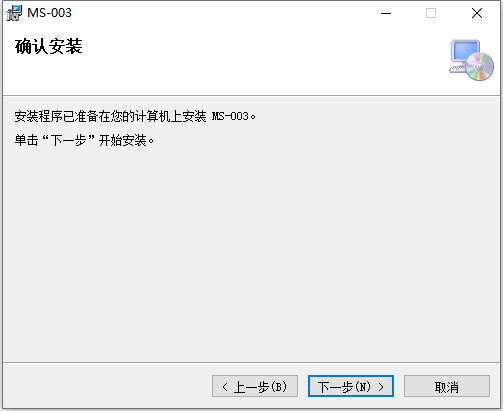 MS-003
确认安装
安装程序已准备在您的计算机上安装 MS-003。
单击“下一步”开始安装。
< 上一步(B)
下一步(N) >
取消